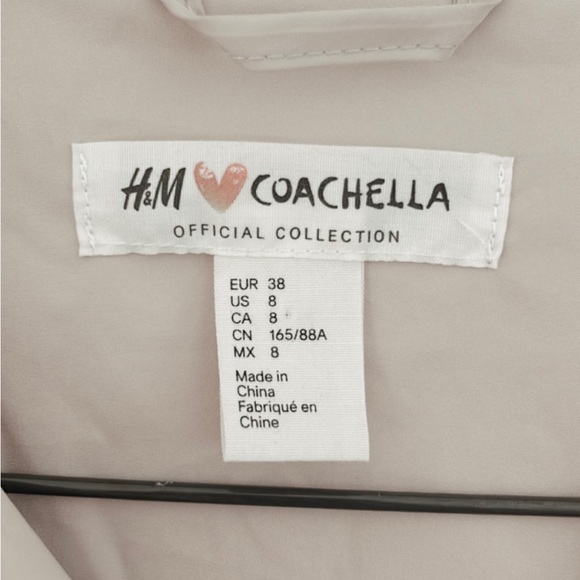 H&M COACHELLA
OFFICIAL COLLECTION
EUR 38
US 8
CA 8
CN 165/88A
MX 8
Made in
China
Fabriqué en
Chine